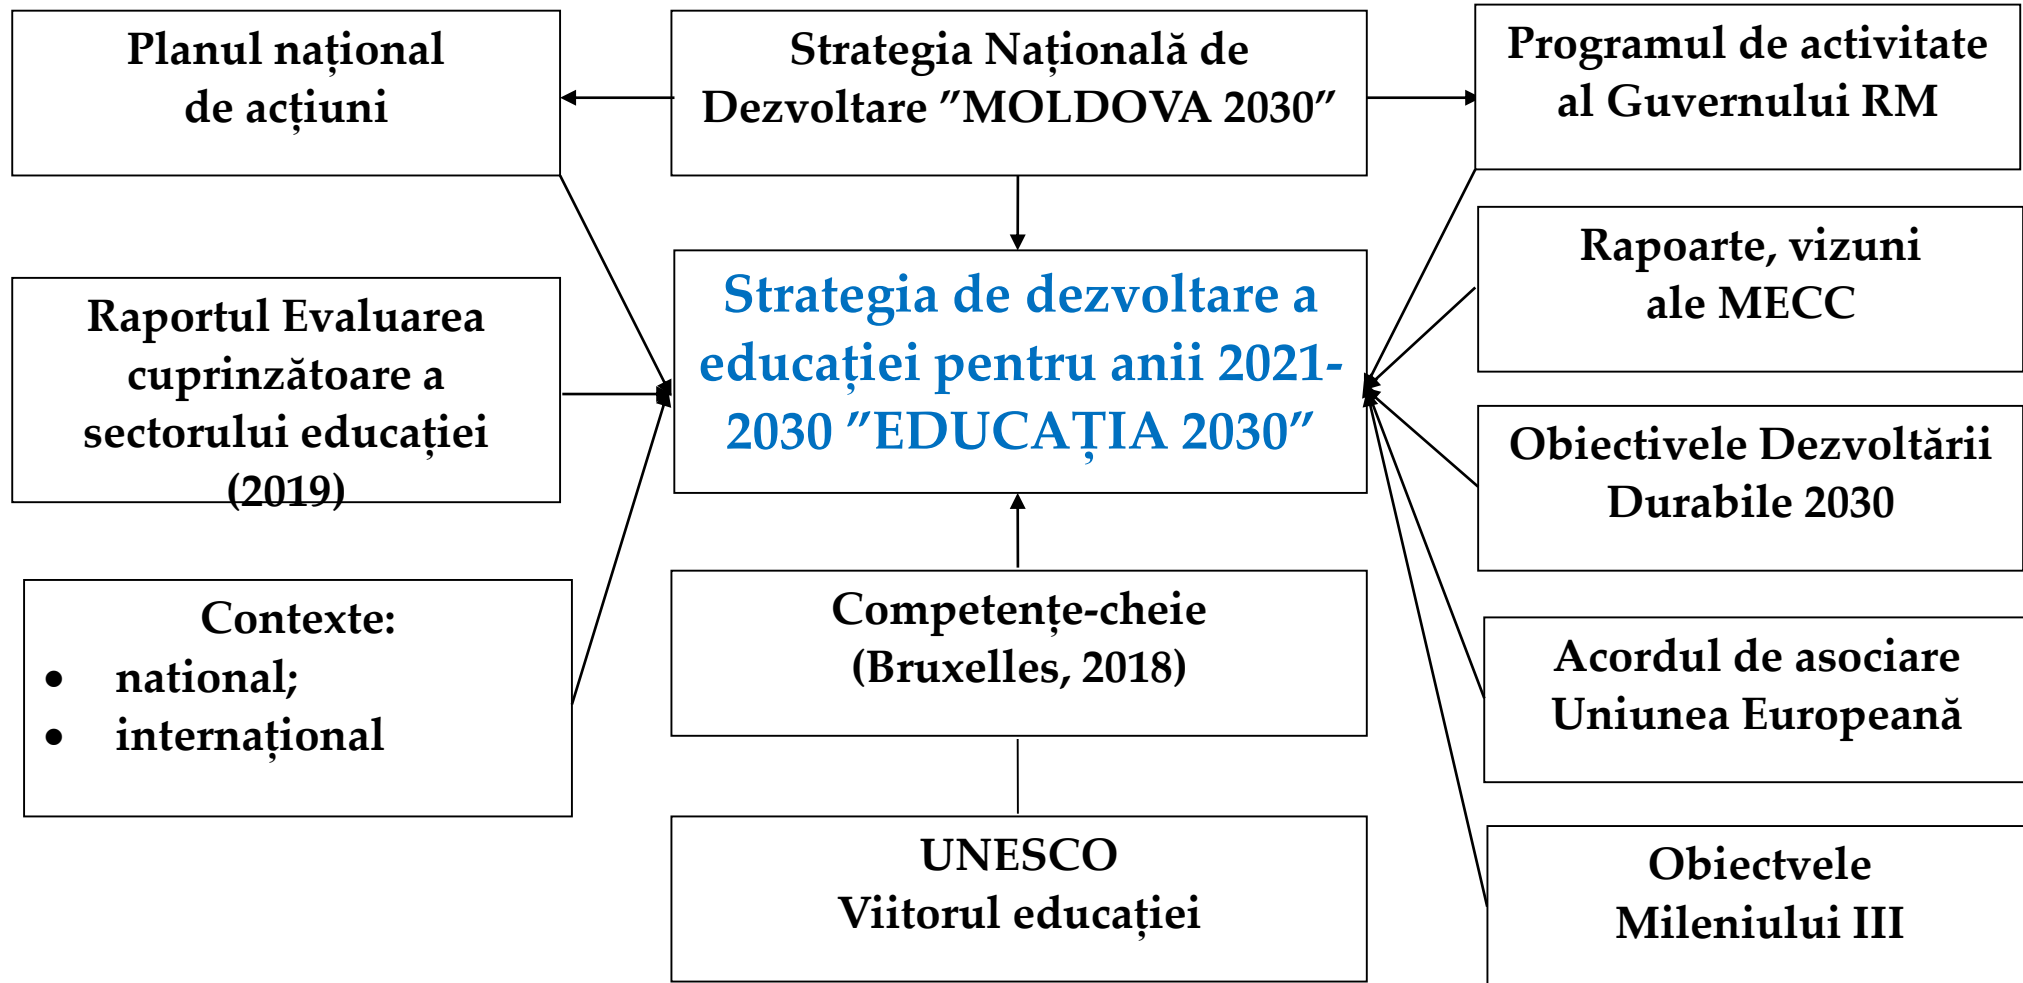 Planul național
de acțiuni
Strategia Națională de
Dezvoltare ”MOLDOVA 2030”
Programul de activitate
al Guvernului RM
Raportul Evaluarea
cuprinzătoare a
sectorului educației
(2019)
Strategia de dezvoltare a
educației pentru anii 2021-
2030 ”EDUCAȚIA 2030”
Rapoarte, vizuni
ale MECC
Obiectivele Dezvoltării
Durabile 2030
Contexte:
• national;
• internațional
Competențe-cheie
(Bruxelles, 2018)
Acordul de asociare
Uniunea Europeană
UNESCO
Viitorul educației
Obiectvele
Mileniului III